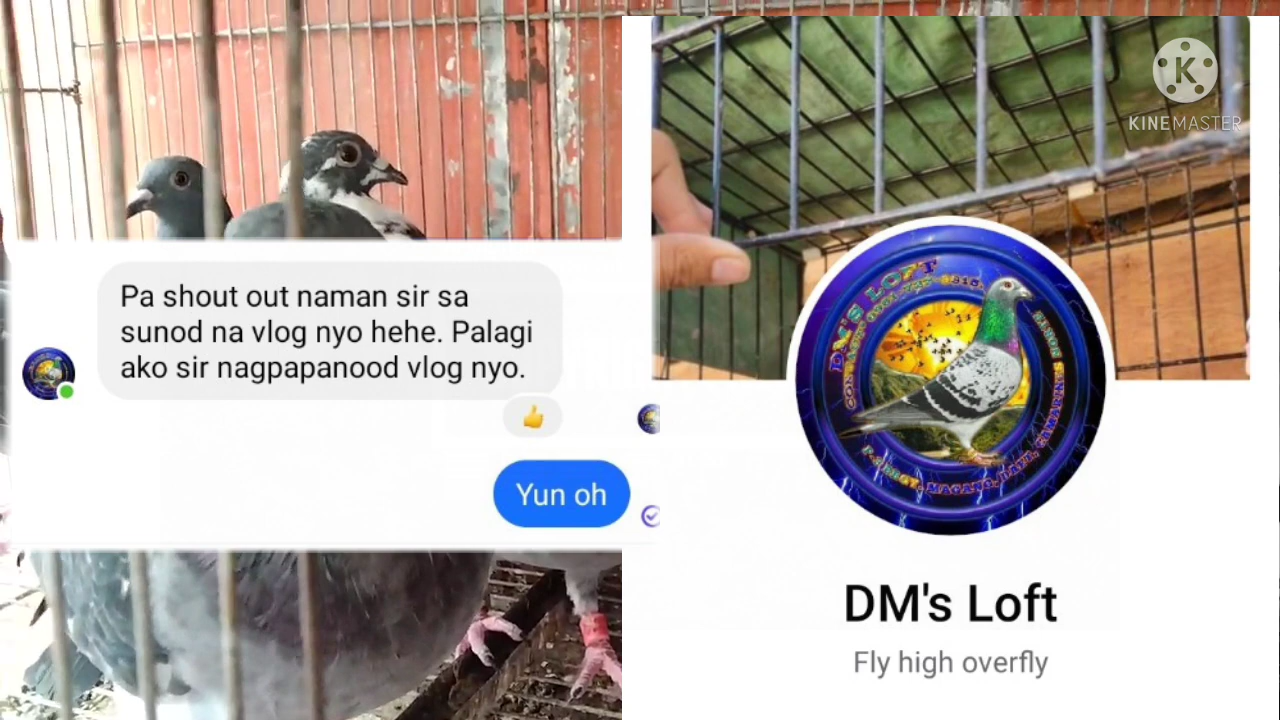 Pa shout out naman sir sa
sunod na vlog nyo hehe. Palagi
ako sir nagpapanood vlog nyo.
Yun oh
K
KINEMASTER
DM'S LOFT
DM's Loft
Fly high overfly